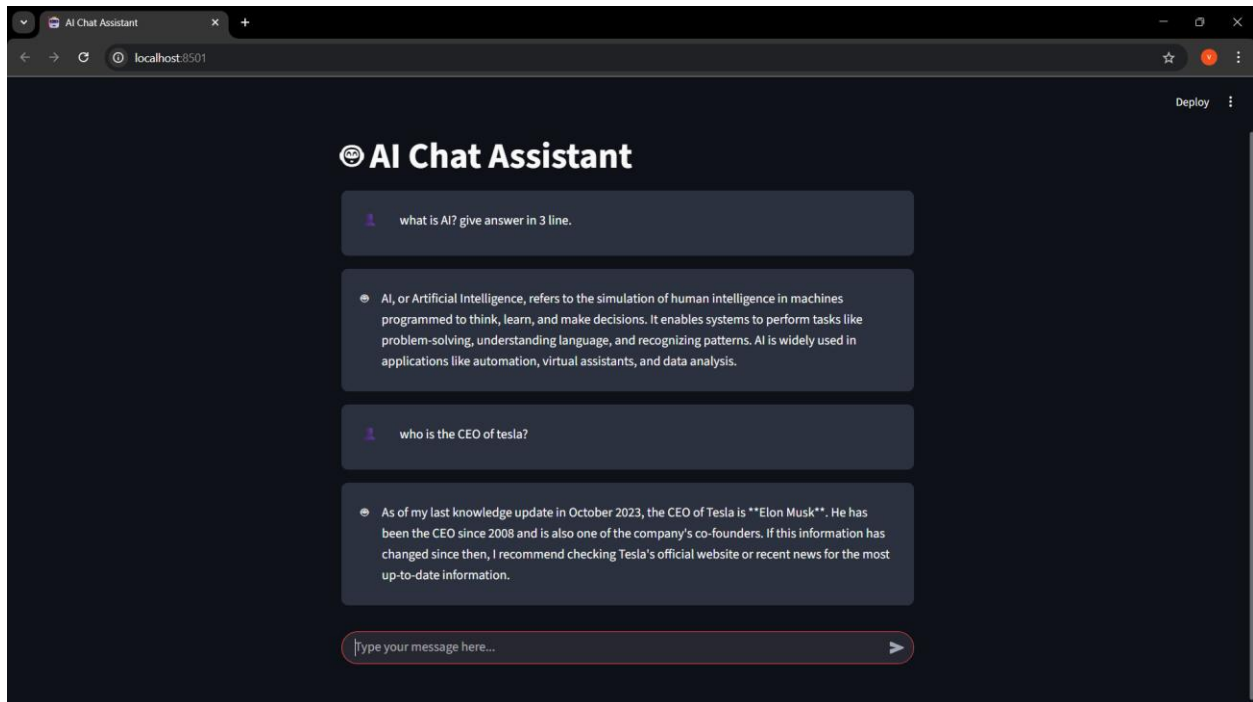 AI Chat Assistant
localhost:8501
Deploy
AI Chat Assistant
what is AI? give answer in 3 line.
AI, or Artificial Intelligence, refers to the simulation of human intelligence in machines
programmed to think, learn, and make decisions. It enables systems to perform tasks like
problem-solving, understanding language, and recognizing patterns. AI is widely used in
applications like automation, virtual assistants, and data analysis.
who is the CEO of tesla?
As of my last knowledge update in October 2023, the CEO of Tesla is **Elon Musk**. He has
been the CEO since 2008 and is also one of the company's co-founders. If this information has
changed since then, I recommend checking Tesla's official website or recent news for the most
up-to-date information.
Type your message here...